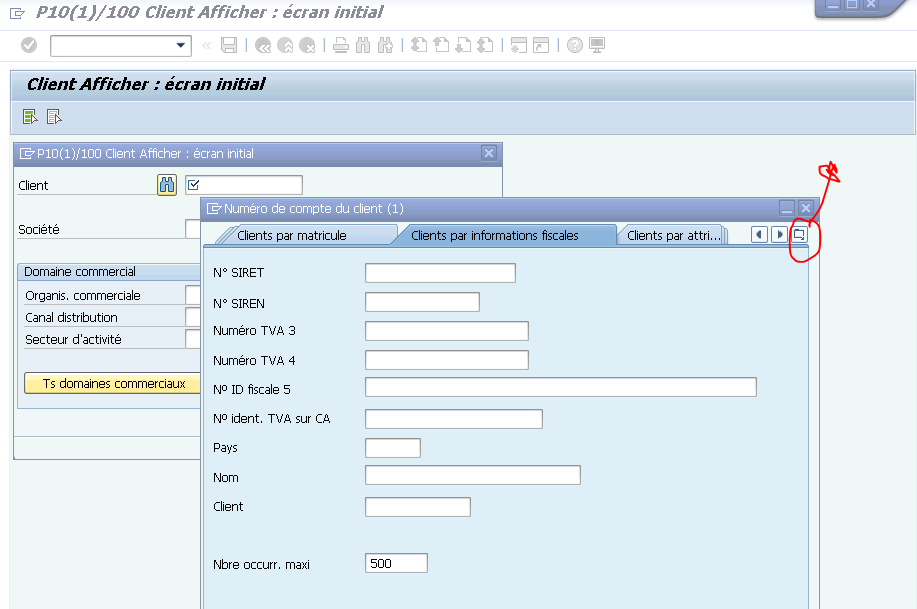 P10(1)/100 Client Afficher : écran initial
Client Afficher : écran initial
P10(1)/100 Client Afficher : écran initial
Client
Société
Domaine commercial
Organis. commerciale
Canal distribution
Secteur d'activité
Ts domaines commerciaux
Numéro de compte du client (1)
Clients par matricule
Clients par informations fiscales
Clients par attri...
N° SIRET
N° SIREN
Numéro TVA 3
Numéro TVA 4
Nº ID fiscale 5
Nº ident. TVA sur CA
Pays
Nom
Client
Nbre occurr. maxi
500